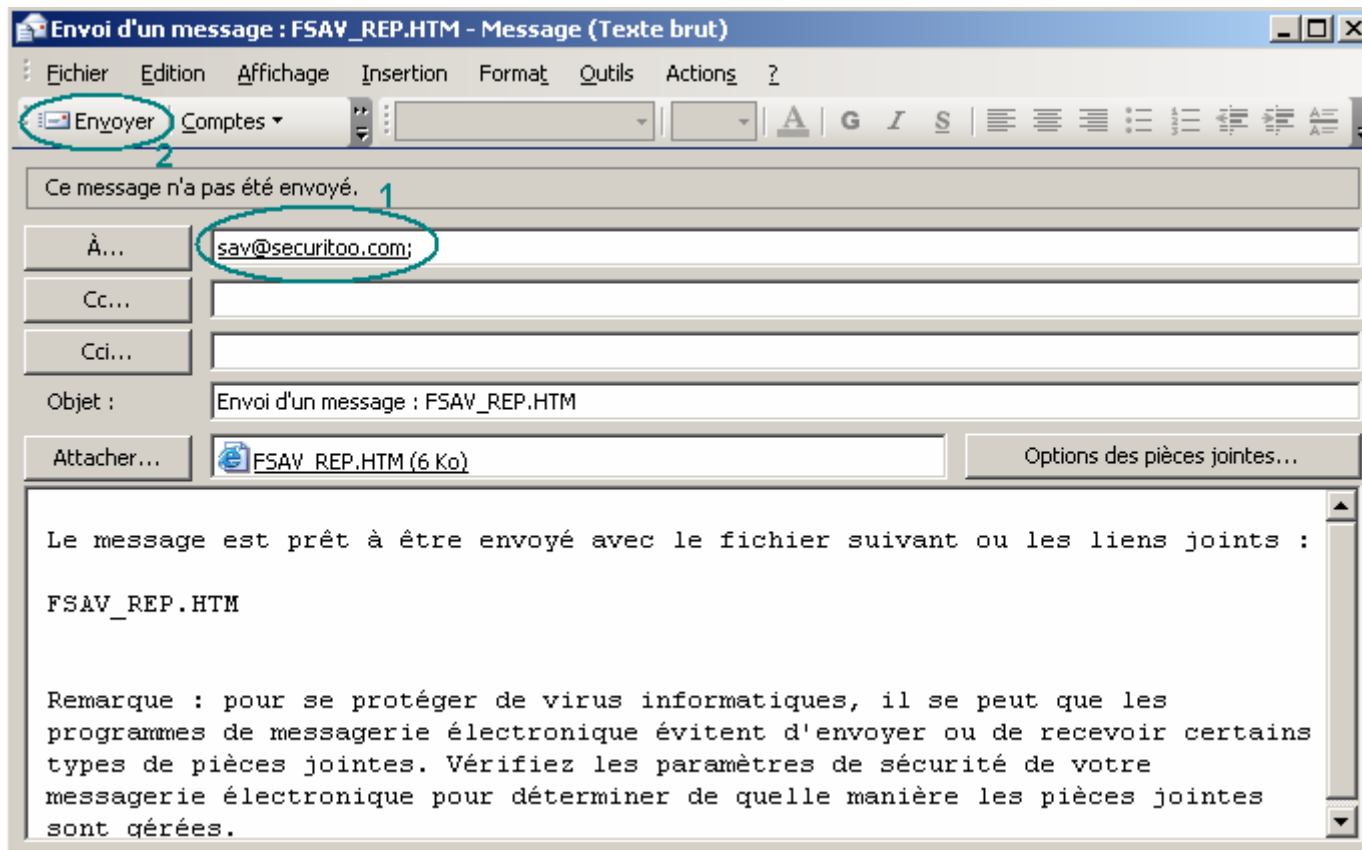 Envoi d'un message : FSAV_REP.HTM - Message (Texte brut)
Fichier Edition Affichage Insertion Format Outils Actions ?
Envoyer Comptes A G I S
2
Ce message n'a pas été envoyé. 1
À... sav@securitoo.com;
Cc...
Cci...
Objet : Envoi d'un message : FSAV_REP.HTM
Attacher... FSAV_REP.HTM (6 Ko) Options des pièces jointes...
Le message est prêt à être envoyé avec le fichier suivant ou les liens joints :
FSAV_REP.HTM
Remarque : pour se protéger de virus informatiques, il se peut que les
programmes de messagerie électronique évitent d'envoyer ou de recevoir certains
types de pièces jointes. Vérifiez les paramètres de sécurité de votre
messagerie électronique pour déterminer de quelle manière les pièces jointes
sont gérées.